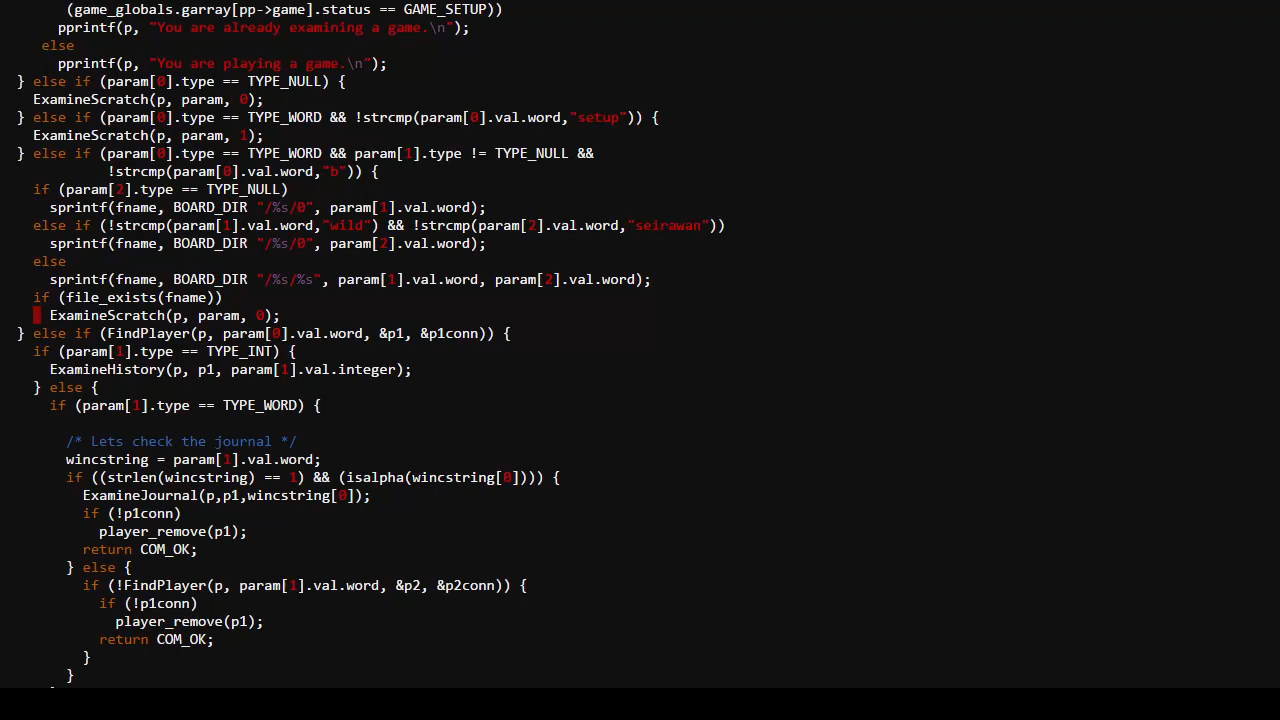 (game_globals.garray[pp->game].status == GAME_SETUP))
pprintf(p, "You are already examining a game.\n");
else
pprintf(p, "You are playing a game.\n");
} else if (param[0].type == TYPE_NULL) {
ExamineScratch(p, param, 0);
} else if (param[0].type == TYPE_WORD && !strcmp(param[0].val.word,"setup")) {
ExamineScratch(p, param, 1);
} else if (param[0].type == TYPE_WORD && param[1].type != TYPE_NULL &&
!strcmp(param[0].val.word,"b")) {
if (param[2].type == TYPE_NULL)
sprintf(fname, BOARD_DIR "/%s/0", param[1].val.word);
else if (!strcmp(param[1].val.word,"wild") && !strcmp(param[2].val.word,"seirawan"))
sprintf(fname, BOARD_DIR "/%s/0", param[2].val.word);
else
sprintf(fname, BOARD_DIR "/%s/%s", param[1].val.word, param[2].val.word);
if (file_exists(fname))
ExamineScratch(p, param, 0);
} else if (FindPlayer(p, param[0].val.word, &p1, &p1conn)) {
if (param[1].type == TYPE_INT) {
ExamineHistory(p, p1, param[1].val.integer);
} else {
if (param[1].type == TYPE_WORD) {
/* Lets check the journal */
wincstring = param[1].val.word;
if ((strlen(wincstring) == 1) && (isalpha(wincstring[0]))) {
ExamineJournal(p,p1,wincstring[0]);
if (!p1conn)
player_remove(p1);
return COM_OK;
} else {
if (!FindPlayer(p, param[1].val.word, &p2, &p2conn)) {
if (!p1conn)
player_remove(p1);
return COM_OK;
}
}